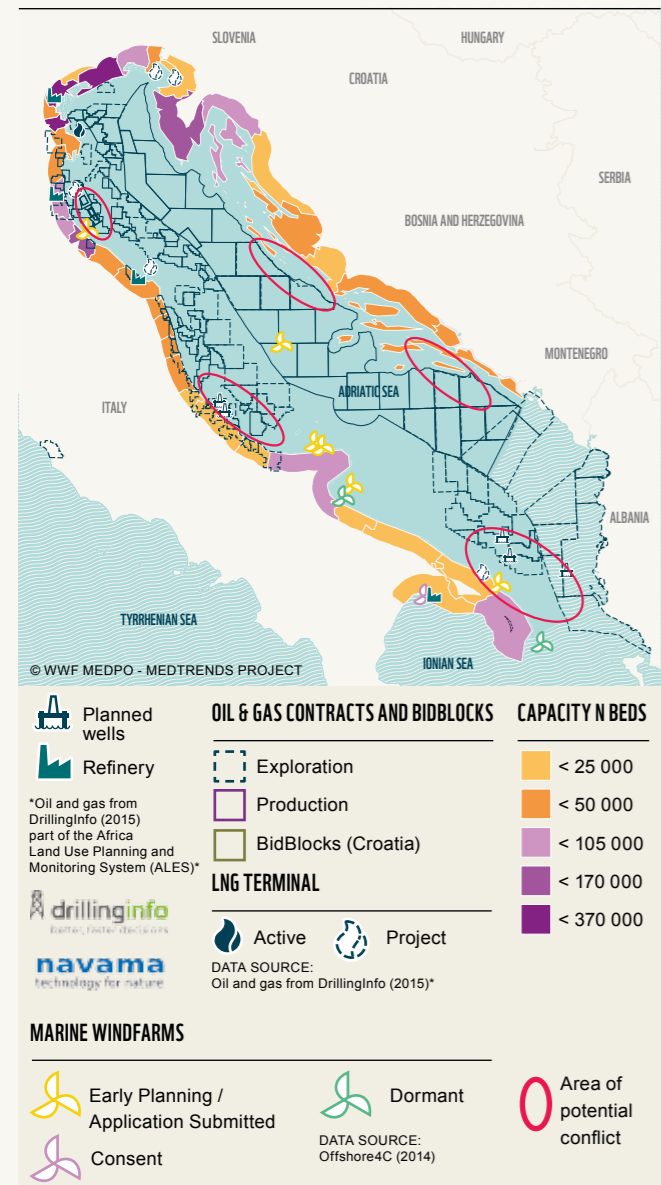 SLOVENIA
HUNGARY
CROATIA
SERBIA
BOSNIA AND HERZEGOVINA
MONTENEGRO
ADRIATIC SEA
ITALY
ALBANIA
TYRRHENIAN SEA
IONIAN SEA
© WWF MEDPO - MEDTRENDS PROJECT
Planned
wells
Refinery
*Oil and gas from
DrillingInfo (2015)
part of the Africa
Land Use Planning and
Monitoring System (ALES)*
drillinginfo
better, faster decisions
navama
technology for nature
OIL & GAS CONTRACTS AND BIDBLOCKS
Exploration
Production
BidBlocks (Croatia)
LNG TERMINAL
Active
Project
DATA SOURCE:
Oil and gas from DrillingInfo (2015)*
CAPACITY N BEDS
< 25 000
< 50 000
< 105 000
< 170 000
< 370 000
MARINE WINDFARMS
Early Planning /
Application Submitted
Consent
Dormant
DATA SOURCE:
Offshore4C (2014)
Area of
potential
conflict